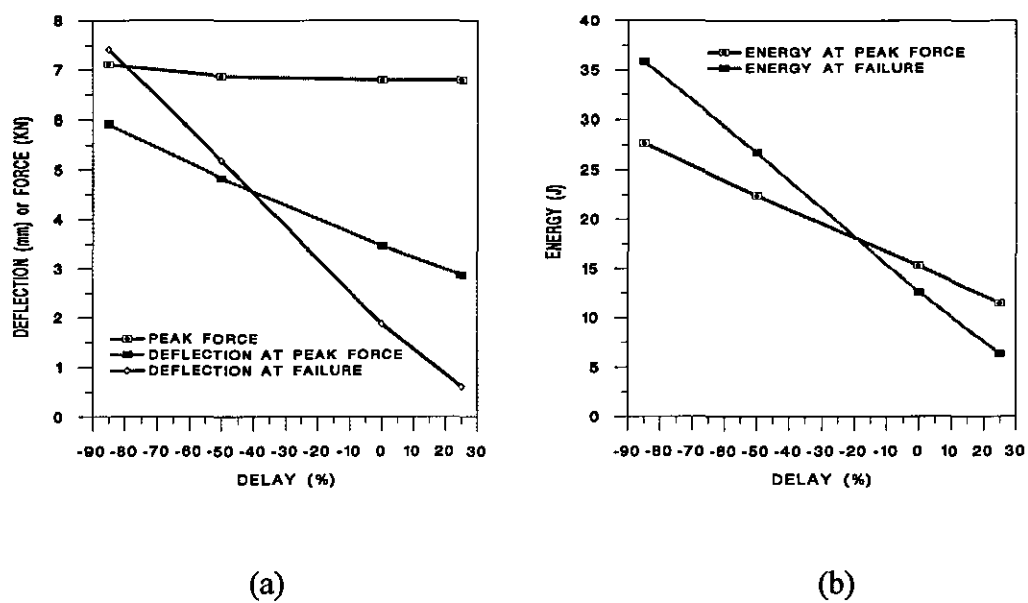 8
7
6
5
4
3
2
1
0
DEFLECTION (mm) or FORCE (KN)
PEAK FORCE
DEFLECTION AT PEAK FORCE
DEFLECTION AT FAILURE
-90 -80 -70 -60 -50 -40 -30 -20 -10 0 10 20 30
DELAY (%)
(a)
40
35
30
25
20
15
10
5
0
ENERGY (J)
ENERGY AT PEAK FORCE
ENERGY AT FAILURE
-90 -80 -70 -60 -50 -40 -30 -20 -10 0 10 20 30
DELAY (%)
(b)